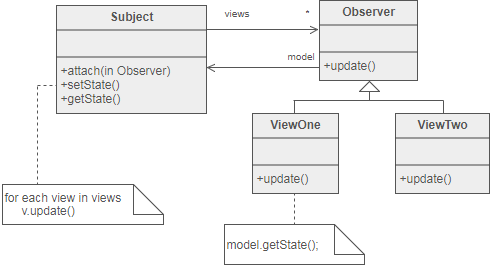 Subject
views
*
Observer
+attach(in Observer)
+setState()
+getState()
model
+update()
ViewOne
ViewTwo
+update()
+update()
for each view in views
v.update()
model.getState();